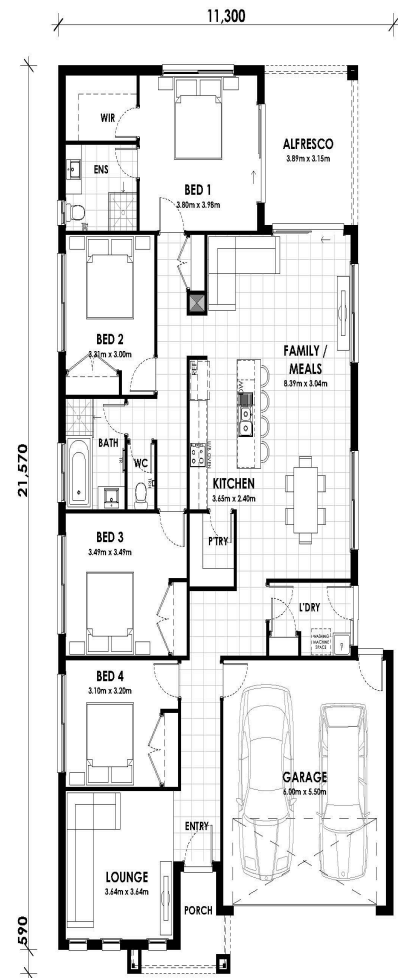 11,300
WIR
BED 1
3.80m x 3.98m
ALFRESCO
3.89m x 3.15m
ENS
BED 2
3.31m x 3.00m
FAMILY /
MEALS
8.39m x 3.04m
REF
DW
BATH
WC
KITCHEN
3.65m x 2.40m
P'TRY
21,570
BED 3
3.49m x 3.49m
L'DRY
WASHING
MACHINE
SPACE
BED 4
3.10m x 3.20m
GARAGE
6.00m x 5.50m
ENTRY
LOUNGE
3.64m x 3.64m
PORCH
590